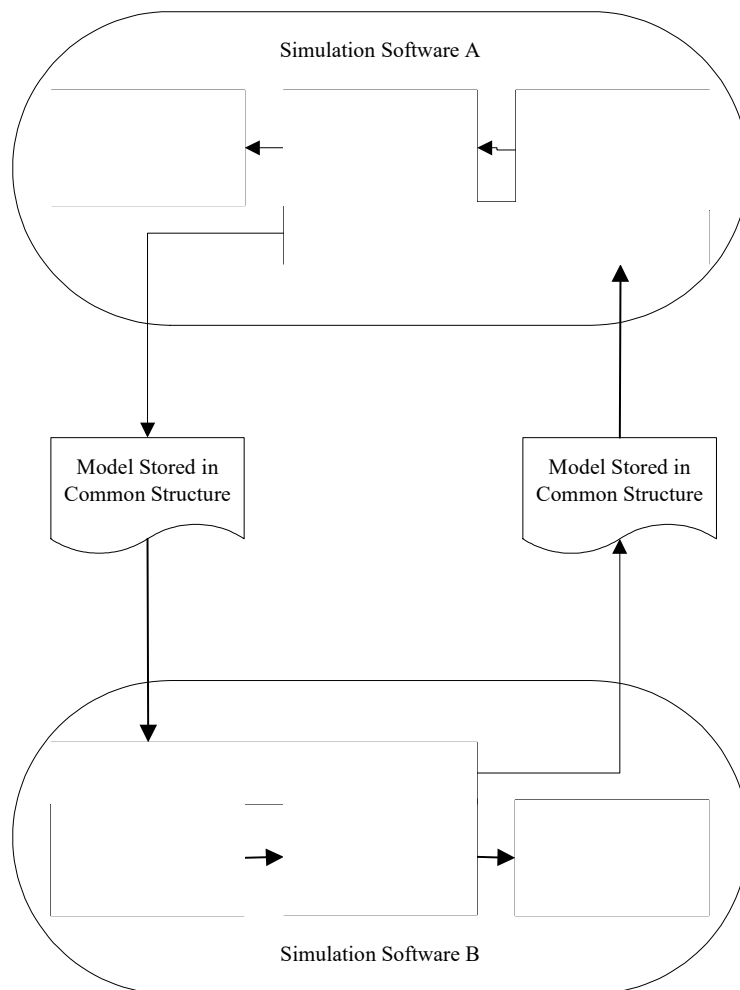 Simulation Software A
Model Stored in
Common Structure
Model Stored in
Common Structure
Simulation Software B